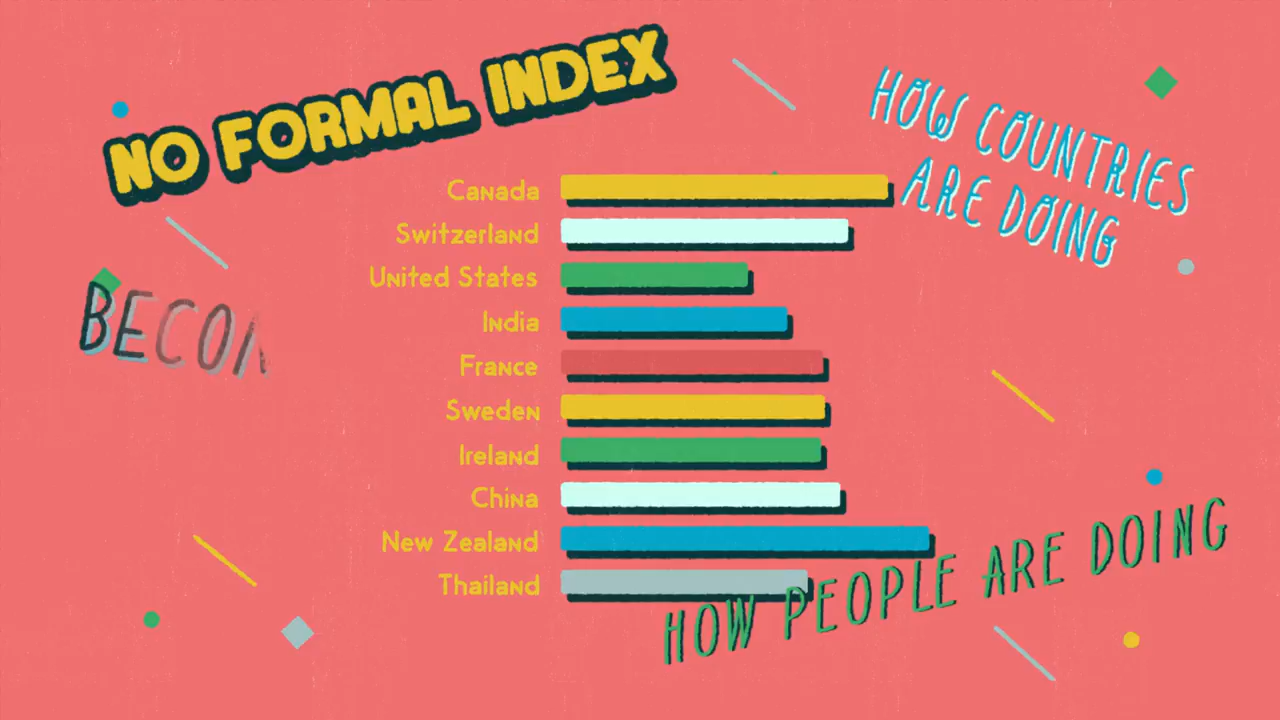 NO FORMAL INDEX
HOW COUNTRIES
ARE DOING
Canada
Switzerland
United States
India
France
Sweden
Ireland
China
New Zealand
Thailand
HOW PEOPLE ARE DOING